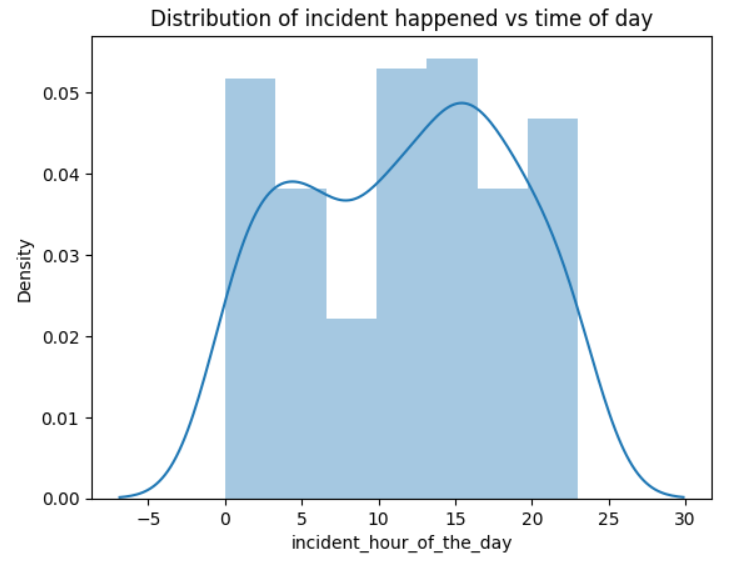 Distribution of incident happened vs time of day
Density
0.05
0.04
0.03
0.02
0.01
0.00
−5 0 5 10 15 20 25 30
incident_hour_of_the_day